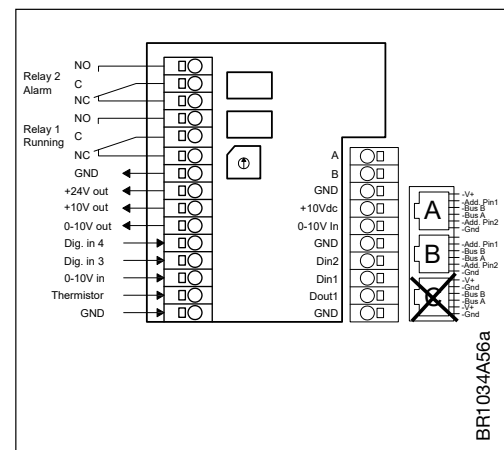 NO
Relay 2
Alarm
C
NC
NO
Relay 1
Running
C
NC
GND
+24V out
+10V out
0-10V out
Dig. in 4
Dig. in 3
0-10V in
Thermistor
GND
A
B
GND
+10Vdc
0-10V In
GND
Din2
Din1
Dout1
GND
A
-V+
-Add. Pin1
-Bus B
-Bus A
-Add. Pin2
-Gnd
B
-Add. Pin1
-Bus B
-Bus A
-Add. Pin2
-Gnd
C
-V+
-Gnd
-Bus B
-Bus A
-V+
-Gnd
BR1034A56a